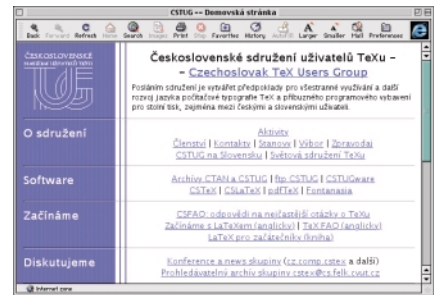 CSTUG -- Domovská stránka
Back Forward Refresh Home Search Images Print Stop Favorites History AutoFill Larger Smaller Mail Preferences
ČESKOSLOVENSKÉ
Československé sdružení uživatelů TeXu –
– Czechoslovak TeX Users Group
Posláním sdružení je vytvářet předpoklady pro všestranné využívání a další
rozvoj jazyka počítačové typografie TeX a příbuzného programového vybavení
pro stolní tisk, zejména mezi českými a slovenskými uživateli.
O sdružení
Aktivity
Členství | Kontakty | Stanovy | Výbor | Zpravodaj
CSTUG na Slovensku | Světová sdružení TeXu
Software
Archívy CTAN a CSTUG | ftp CSTUG | CSTUGware
CSTeX | CSLaTeX | pdfTeX | Fontanasia
Začínáme
CSFAQ: odpovědi na nejčastější otázky o TeXu
Začínáme s LaTeXem (anglicky) | TeX FAQ (anglicky)
LaTeX pro začátečníky (kniha)
Diskutujeme
Konference a news skupiny (cz.comp.cstex a další)
Prohledávatelný archiv skupiny cstex@cs.felk.cvut.cz
Internet zone